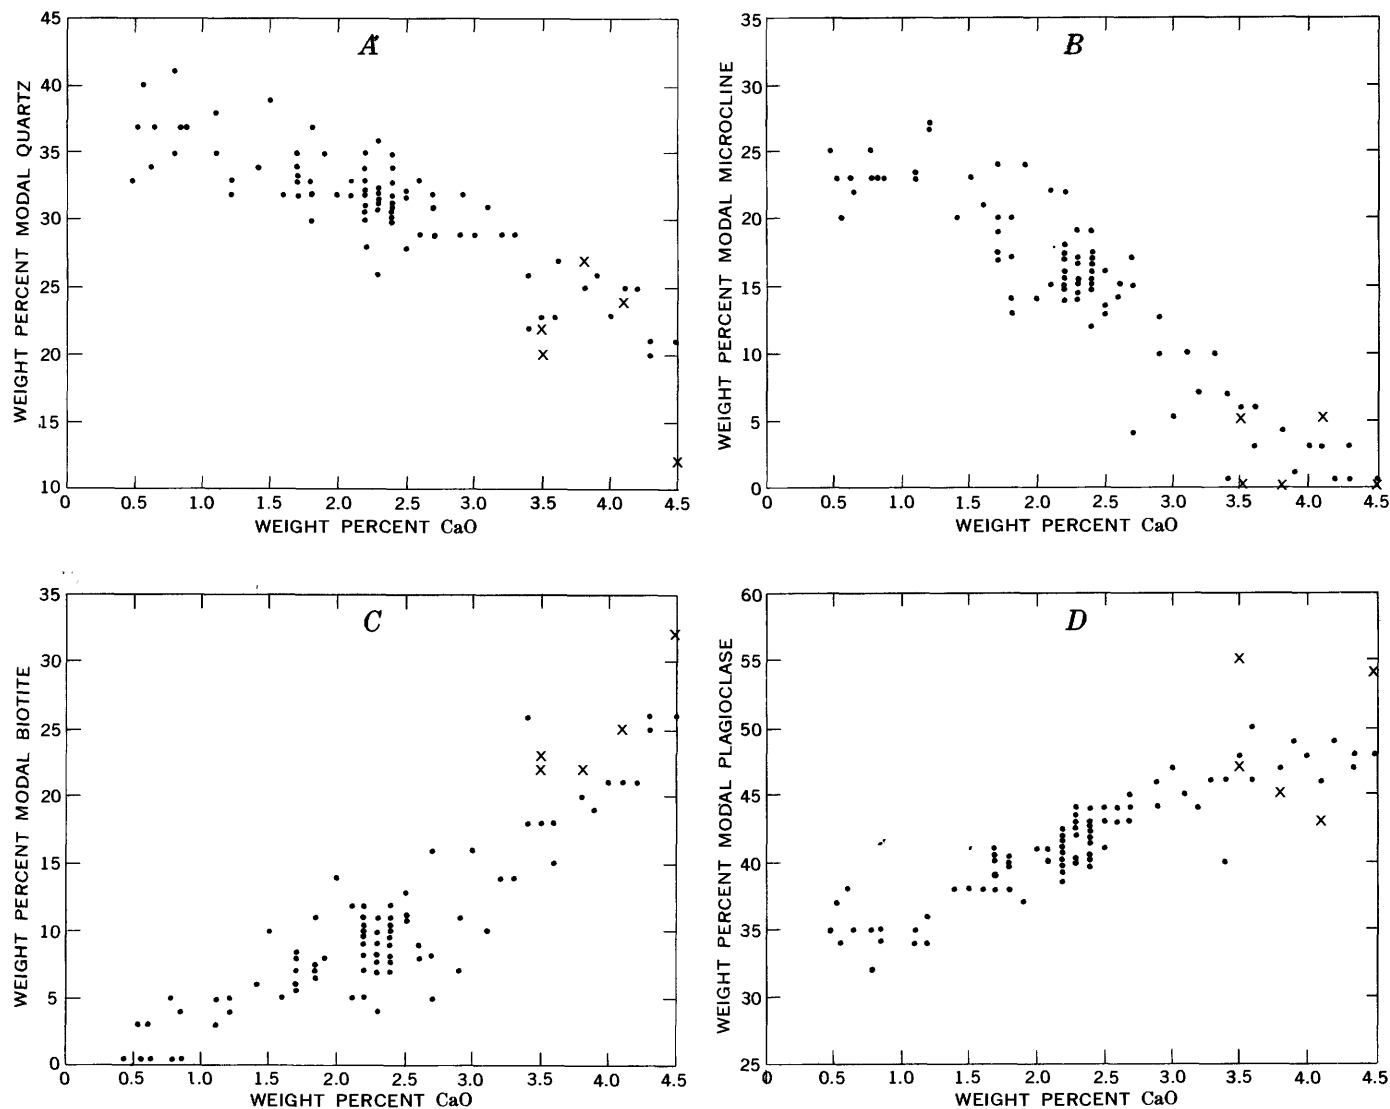 A
WEIGHT PERCENT MODAL QUARTZ
45
40
35
30
25
20
15
10
0 0.5 1.0 1.5 2.0 2.5 3.0 3.5 4.0 4.5
WEIGHT PERCENT CaO
B
WEIGHT PERCENT MODAL MICROCLINE
35
30
25
20
15
10
5
0
0 0.5 1.0 1.5 2.0 2.5 3.0 3.5 4.0 4.5
WEIGHT PERCENT CaO
C
WEIGHT PERCENT MODAL BIOTITE
35
30
25
20
15
10
5
0
0 0.5 1.0 1.5 2.0 2.5 3.0 3.5 4.0 4.5
WEIGHT PERCENT CaO
D
WEIGHT PERCENT MODAL PLAGIOCLASE
60
55
50
45
40
35
30
25
0 0.5 1.0 1.5 2.0 2.5 3.0 3.5 4.0 4.5
WEIGHT PERCENT CaO